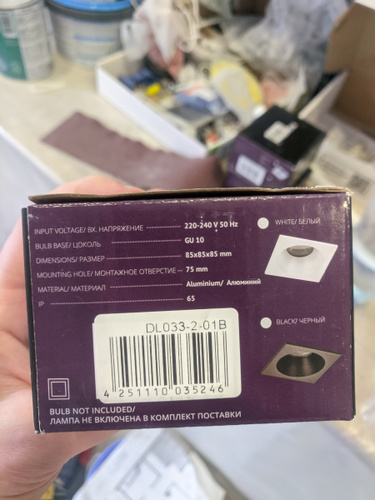 INPUT VOLTAGE/ ВХ. НАПРЯЖЕНИЕ 220-240 V 50 Hz
BULB BASE/ ЦОКОЛЬ GU 10
DIMENSIONS/ РАЗМЕР 85x85x85 mm
MOUNTING HOLE/ МОНТАЖНОЕ ОТВЕРСТИЕ 75 mm
MATERIAL/ МАТЕРИАЛ Aluminium/ Алюминий
IP 65
WHITE/ БЕЛЫЙ
BLACK/ ЧЕРНЫЙ
DL033-2-01B
4 251110 035246
BULB NOT INCLUDED/
ЛАМПА НЕ ВКЛЮЧЕНА В КОМПЛЕКТ ПОСТАВКИ